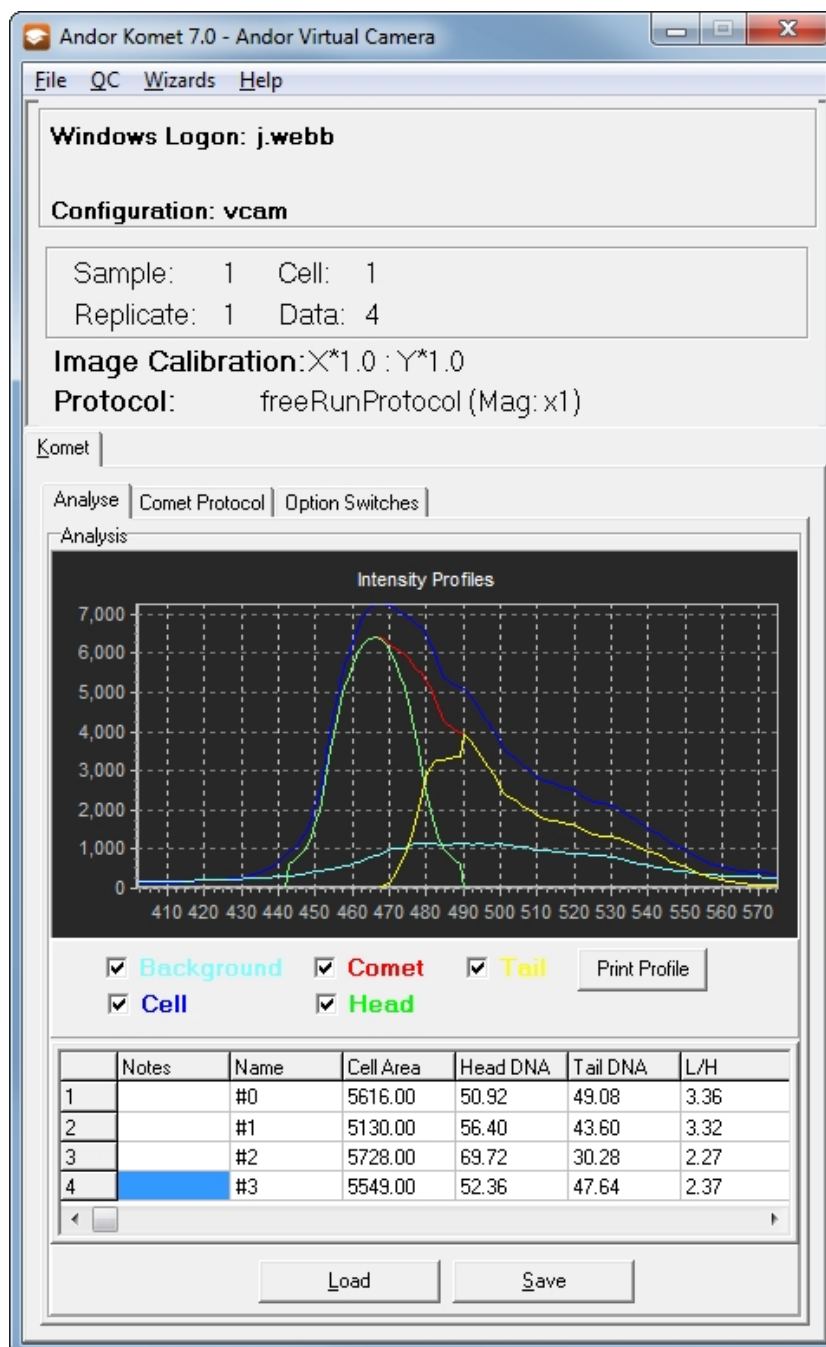 Andor Komet 7.0 - Andor Virtual Camera
File QC Wizards Help
Windows Logon: j.webb
Configuration: vcam
Sample: 1 Cell: 1
Replicate: 1 Data: 4
Image Calibration:X*1.0 : Y*1.0
Protocol: freeRunProtocol (Mag: x1)
Komet
Analyse Comet Protocol Option Switches
Analysis
Intensity Profiles
7,000
6,000
5,000
4,000
3,000
2,000
1,000
0
410 420 430 440 450 460 470 480 490 500 510 520 530 540 550 560 570
Background Comet Tail Print Profile
Cell Head
Notes Name Cell Area Head DNA Tail DNA L/H
1 #0 5616.00 50.92 49.08 3.36
2 #1 5130.00 56.40 43.60 3.32
3 #2 5728.00 69.72 30.28 2.27
4 #3 5549.00 52.36 47.64 2.37
Load Save